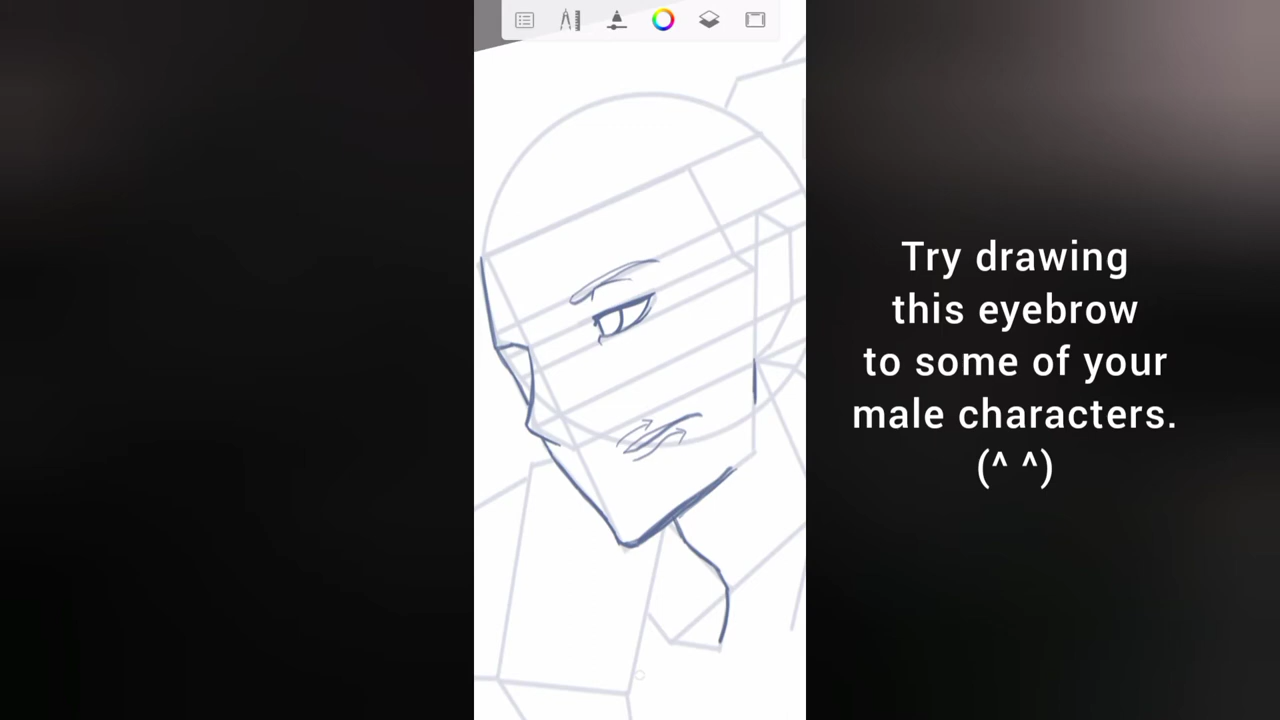 Try drawing
this eyebrow
to some of your
male characters.
(^ ^)